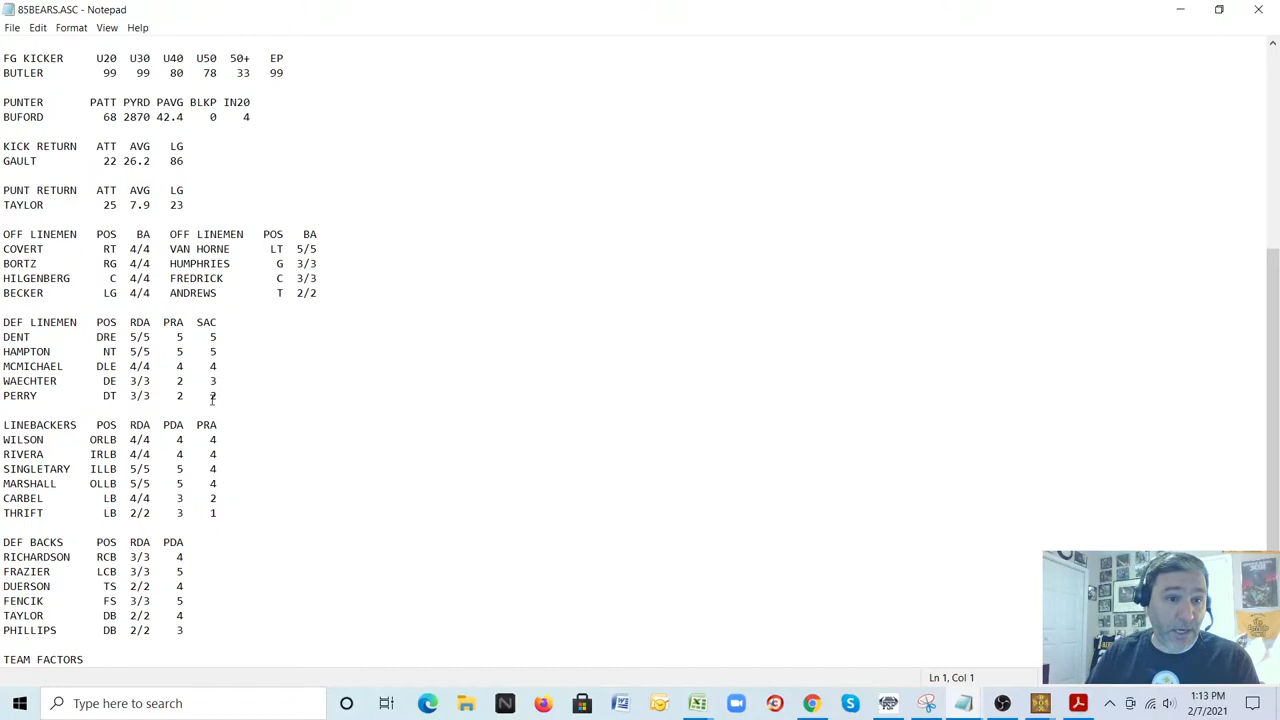 85BEARS.ASC - Notepad
File Edit Format View Help
FG KICKER U20 U30 U40 U50 50+ EP
BUTLER 99 99 80 78 33 99
PUNTER PATT PYRD PAVG BLKP IN20
BUFORD 68 2870 42.4 0 4
KICK RETURN ATT AVG LG
GAULT 22 26.2 86
PUNT RETURN ATT AVG LG
TAYLOR 25 7.9 23
OFF LINEMEN POS BA OFF LINEMEN POS BA
COVERT RT 4/4 VAN HORNE LT 5/5
BORTZ RG 4/4 HUMPHRIES G 3/3
HILGENBERG C 4/4 FREDRICK C 3/3
BECKER LG 4/4 ANDREWS T 2/2
DEF LINEMEN POS RDA PRA SAC
DENT DRE 5/5 5 5
HAMPTON NT 5/5 5 5
MCMICHAEL DLE 4/4 4 4
WAECHTER DE 3/3 2 3
PERRY DT 3/3 2 2
LINEBACKERS POS RDA PDA PRA
WILSON ORLB 4/4 4 4
RIVERA IRLB 4/4 4 4
SINGLETARY ILLB 5/5 5 4
MARSHALL OLLB 5/5 5 4
CARBEL LB 4/4 3 2
THRIFT LB 2/2 3 1
DEF BACKS POS RDA PDA
RICHARDSON RCB 3/3 4
FRAZIER LCB 3/3 5
DUERSON TS 2/2 4
FENCIK FS 3/3 5
TAYLOR DB 2/2 4
PHILLIPS DB 2/2 3
TEAM FACTORS
Ln 1, Col 1
Type here to search
1:13 PM
2/7/2021